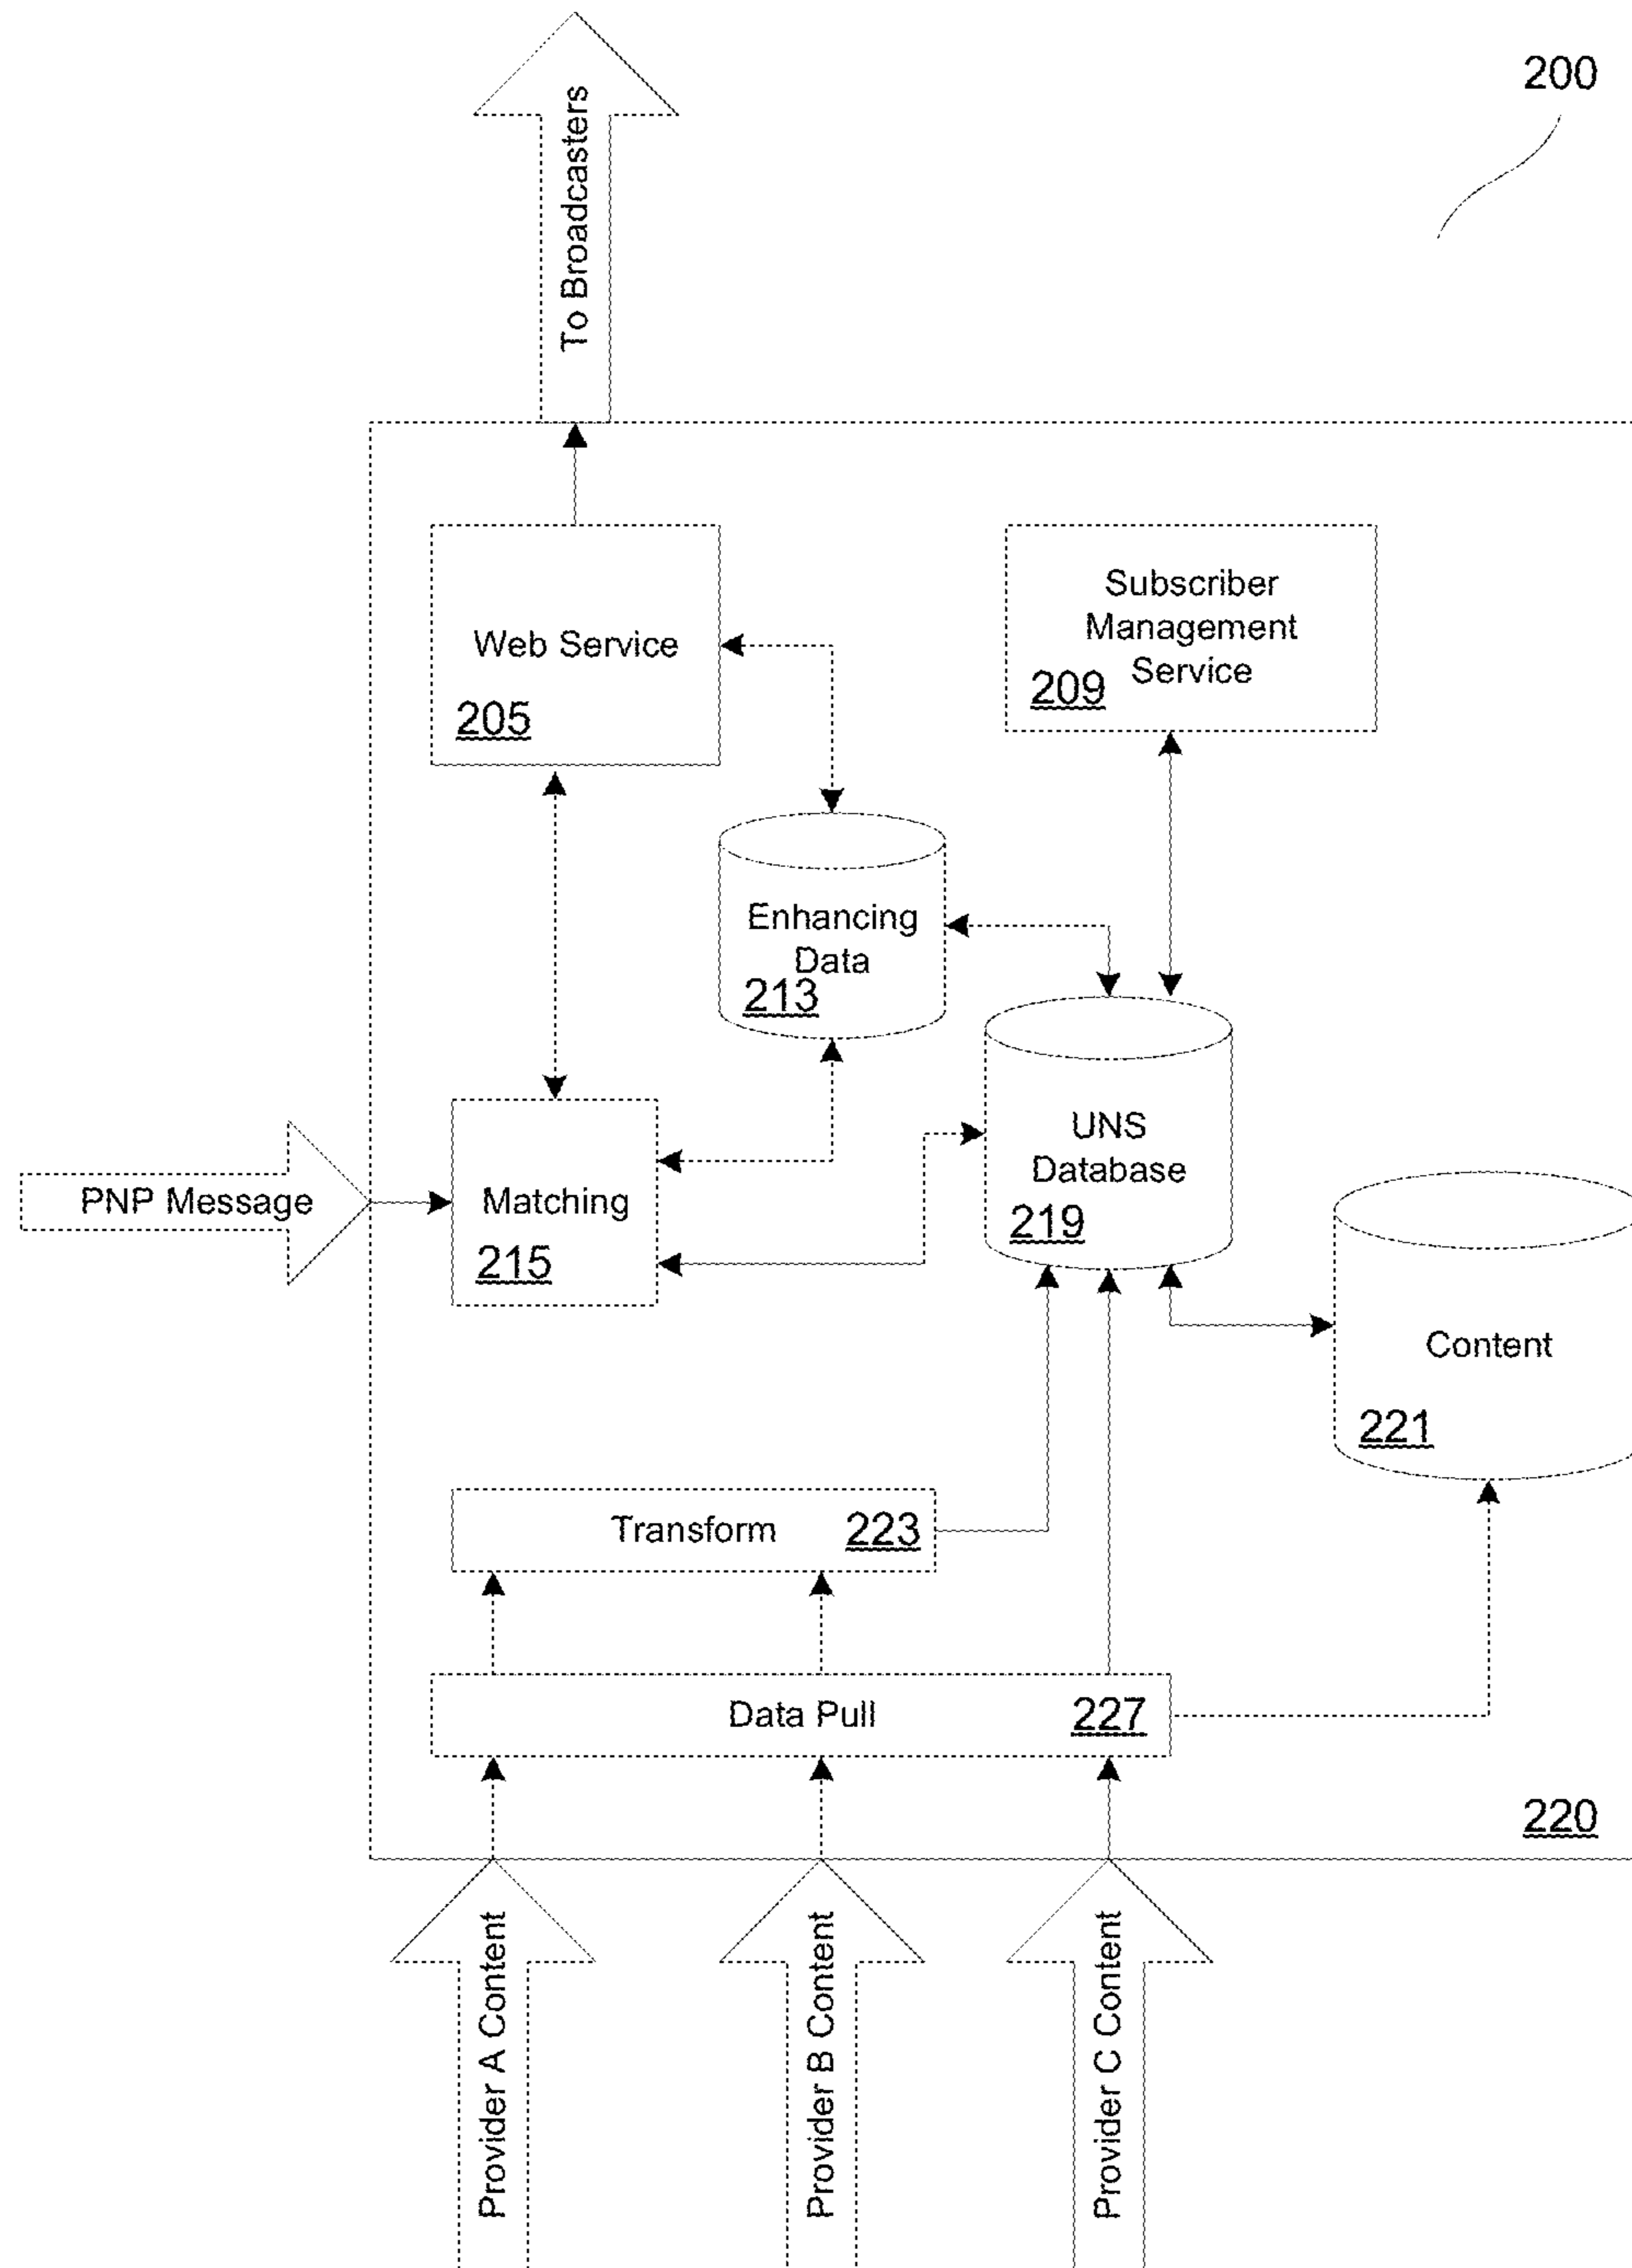 200
To Broadcasters
Web Service
205
Subscriber
Management
Service
209
Enhancing
Data
213
UNS
Database
219
PNP Message
Matching
215
Content
221
Transform 223
Data Pull 227
220
Provider A Content
Provider B Content
Provider C Content